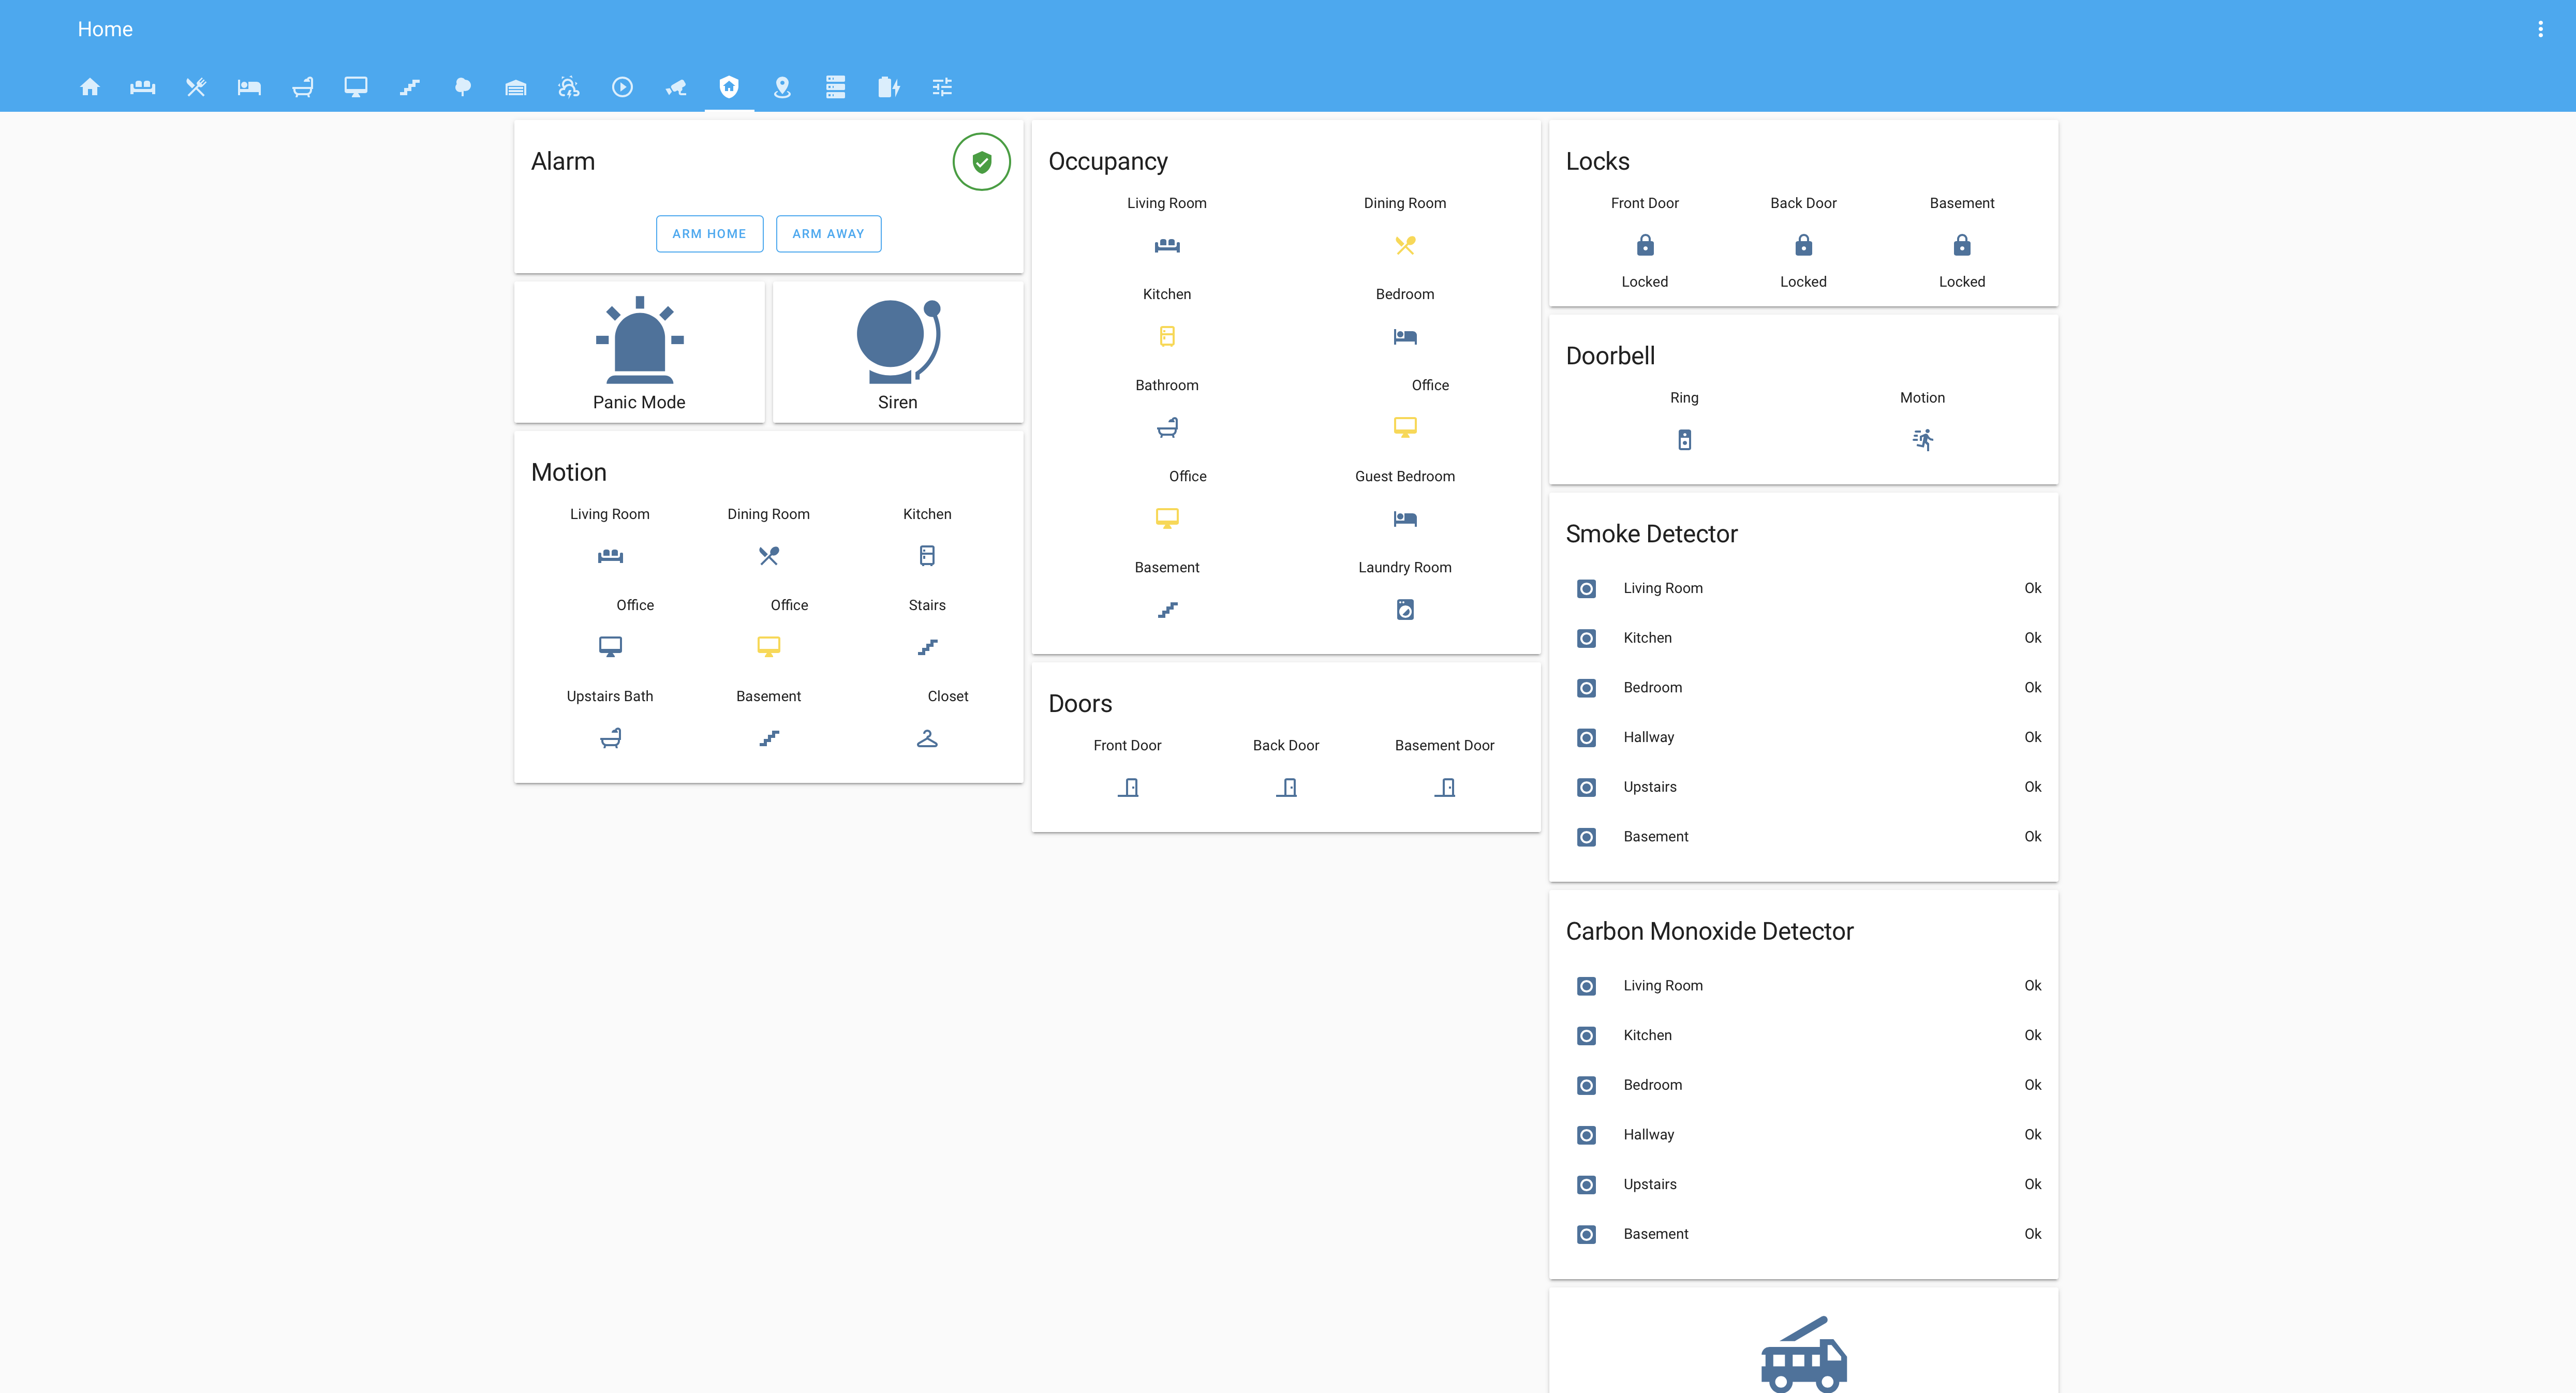 Home
Alarm
ARM HOME ARM AWAY
Panic Mode
Siren
Motion
Living Room Dining Room Kitchen
Office Office Stairs
Upstairs Bath Basement Closet
Occupancy
Living Room Dining Room
Kitchen Bedroom
Bathroom Office
Office Guest Bedroom
Basement Laundry Room
Doors
Front Door Back Door Basement Door
Locks
Front Door Back Door Basement
Locked Locked Locked
Doorbell
Ring Motion
Smoke Detector
Living Room Ok
Kitchen Ok
Bedroom Ok
Hallway Ok
Upstairs Ok
Basement Ok
Carbon Monoxide Detector
Living Room Ok
Kitchen Ok
Bedroom Ok
Hallway Ok
Upstairs Ok
Basement Ok